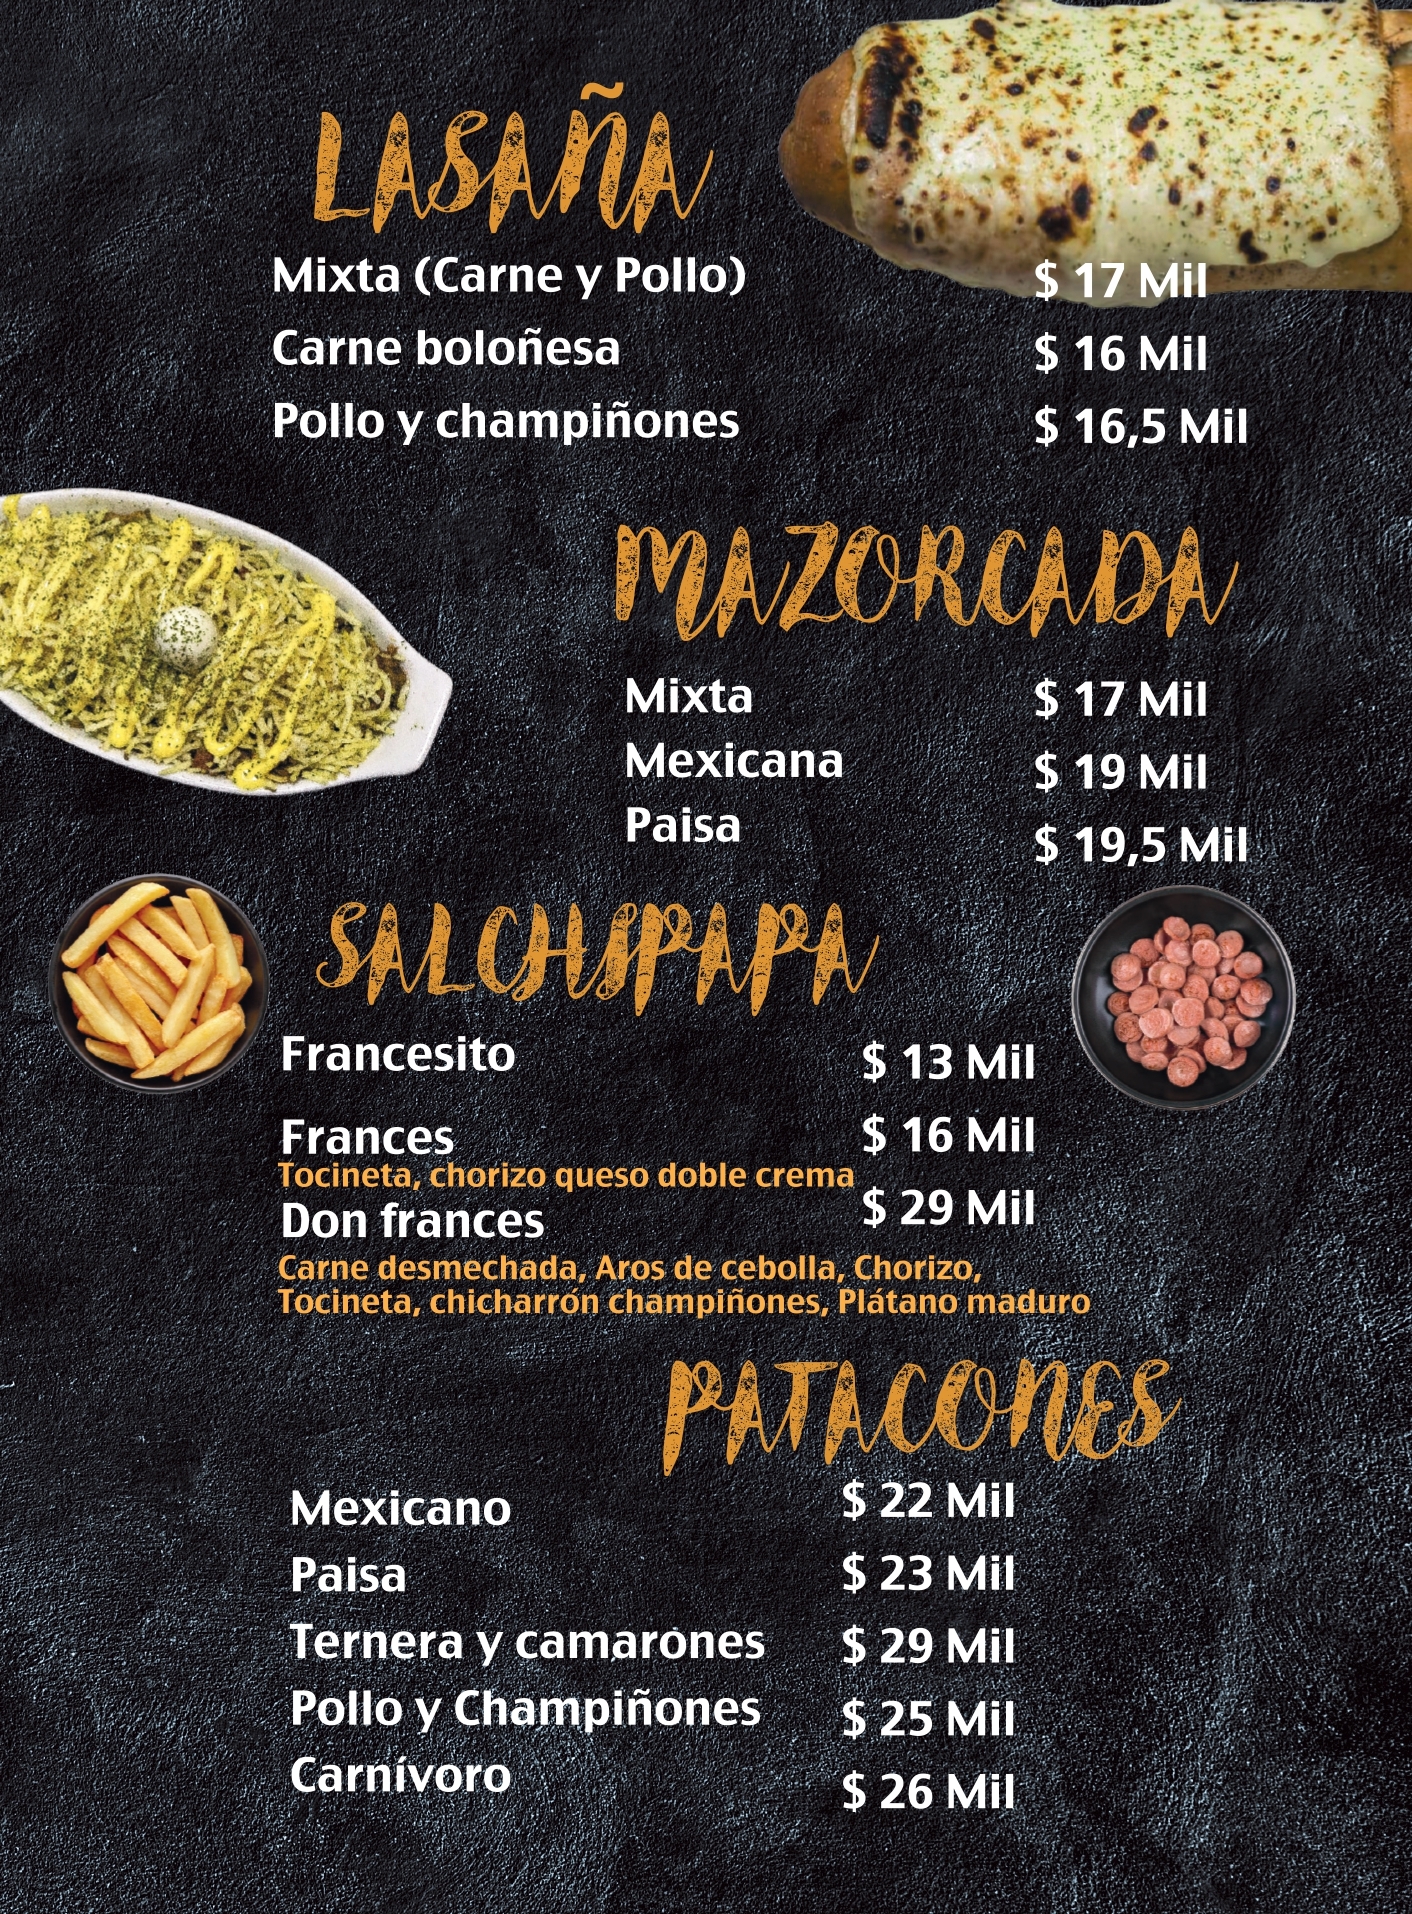 LASAÑA
Mixta (Carne y Pollo) $ 17 Mil
Carne boloñesa $ 16 Mil
Pollo y champiñones $ 16,5 Mil
MAZORCADA
Mixta $ 17 Mil
Mexicana $ 19 Mil
Paisa $ 19,5 Mil
SALCHIPAPA
Francesito $ 13 Mil
Frances $ 16 Mil
Tocineta, chorizo queso doble crema
Don frances $ 29 Mil
Carne desmechada, Aros de cebolla, Chorizo,
Tocineta, chicharrón champiñones, Plátano maduro
PATACONES
Mexicano $ 22 Mil
Paisa $ 23 Mil
Ternera y camarones $ 29 Mil
Pollo y Champiñones $ 25 Mil
Carnívoro $ 26 Mil